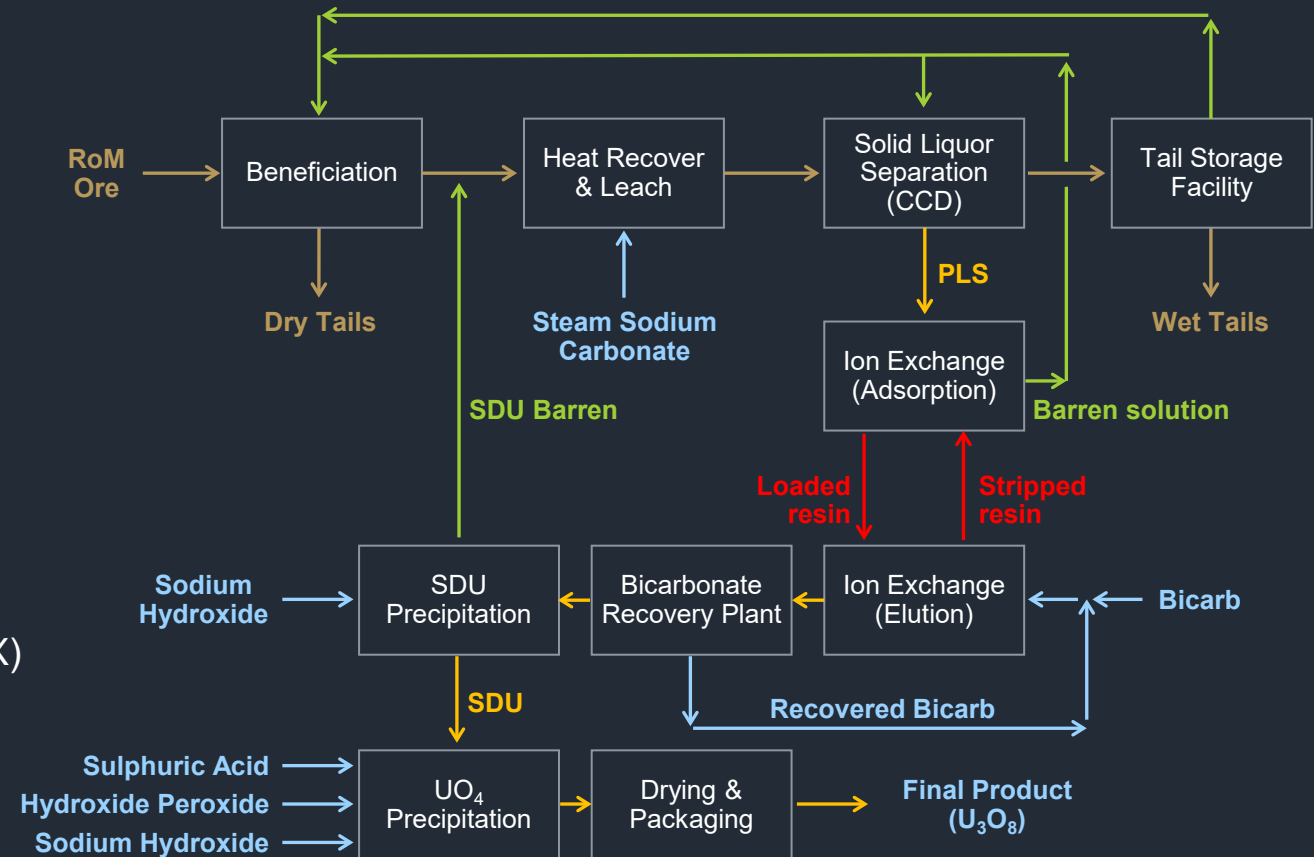 RoM
Ore
Beneficiation
Heat Recover
& Leach
Solid Liquor
Separation
(CCD)
Tail Storage
Facility
Dry Tails
Steam Sodium
Carbonate
PLS
Wet Tails
Ion Exchange
(Adsorption)
SDU Barren
Barren solution
Loaded
resin
Stripped
resin
Sodium
Hydroxide
SDU
Precipitation
Bicarbonate
Recovery Plant
Ion Exchange
(Elution)
Bicarb
X)
SDU
Recovered Bicarb
Sulphuric Acid
Hydroxide Peroxide
Sodium Hydroxide
UO₄
Precipitation
Drying &
Packaging
Final Product
(U₃O₈)